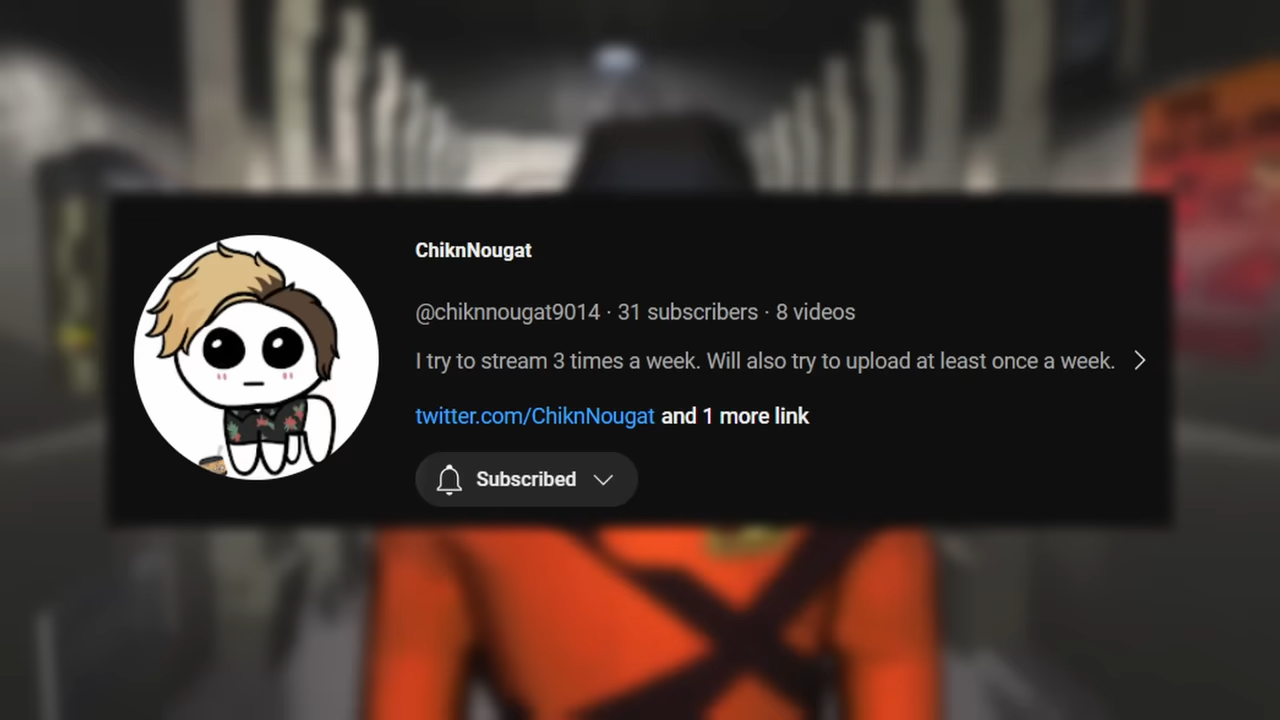 ChiknNougat
@chiknnougat9014 · 31 subscribers · 8 videos
I try to stream 3 times a week. Will also try to upload at least once a week.
twitter.com/ChiknNougat and 1 more link
Subscribed